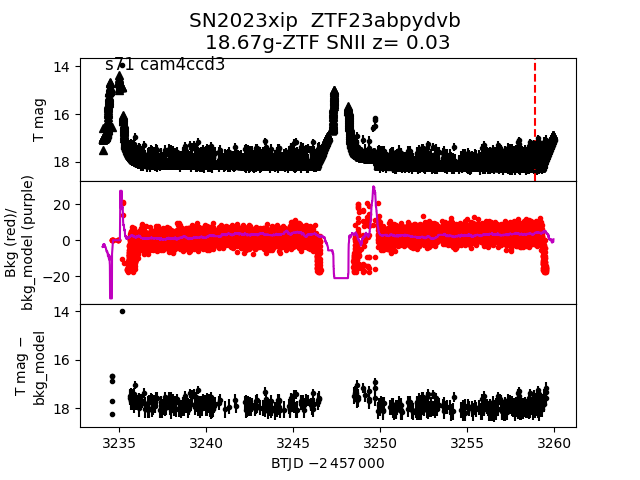 SN2023xip  ZTF23abpydvb
18.67g-ZTF SNII z= 0.03
s71 cam4ccd3
T mag
14
16
18
Bkg (red)/
bkg_model (purple)
20
0
−20
T mag −
bkg_model
14
16
18
3235 3240 3245 3250 3255 3260
BTJD −2 457 000